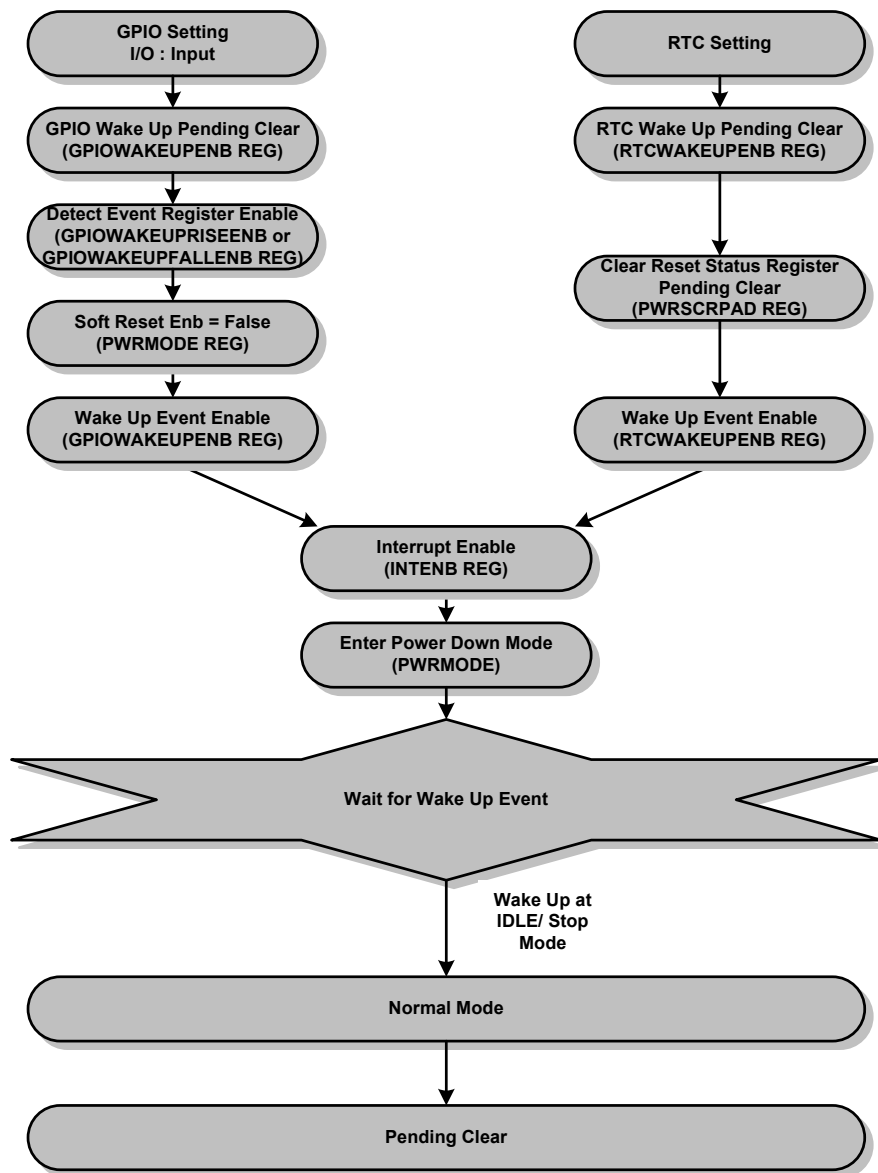 GPIO Setting
I/O : Input
GPIO Wake Up Pending Clear
(GPIOWAKEUPENB REG)
Detect Event Register Enable
(GPIOWAKEUPRISEENB or
GPIOWAKEUPFALLENB REG)
Soft Reset Enb = False
(PWRMODE REG)
Wake Up Event Enable
(GPIOWAKEUPENB REG)
RTC Setting
RTC Wake Up Pending Clear
(RTCWAKEUPENB REG)
Clear Reset Status Register
Pending Clear
(PWRSCRPAD REG)
Wake Up Event Enable
(RTCWAKEUPENB REG)
Interrupt Enable
(INTENB REG)
Enter Power Down Mode
(PWRMODE)
Wait for Wake Up Event
Wake Up at
IDLE/ Stop
Mode
Normal Mode
Pending Clear